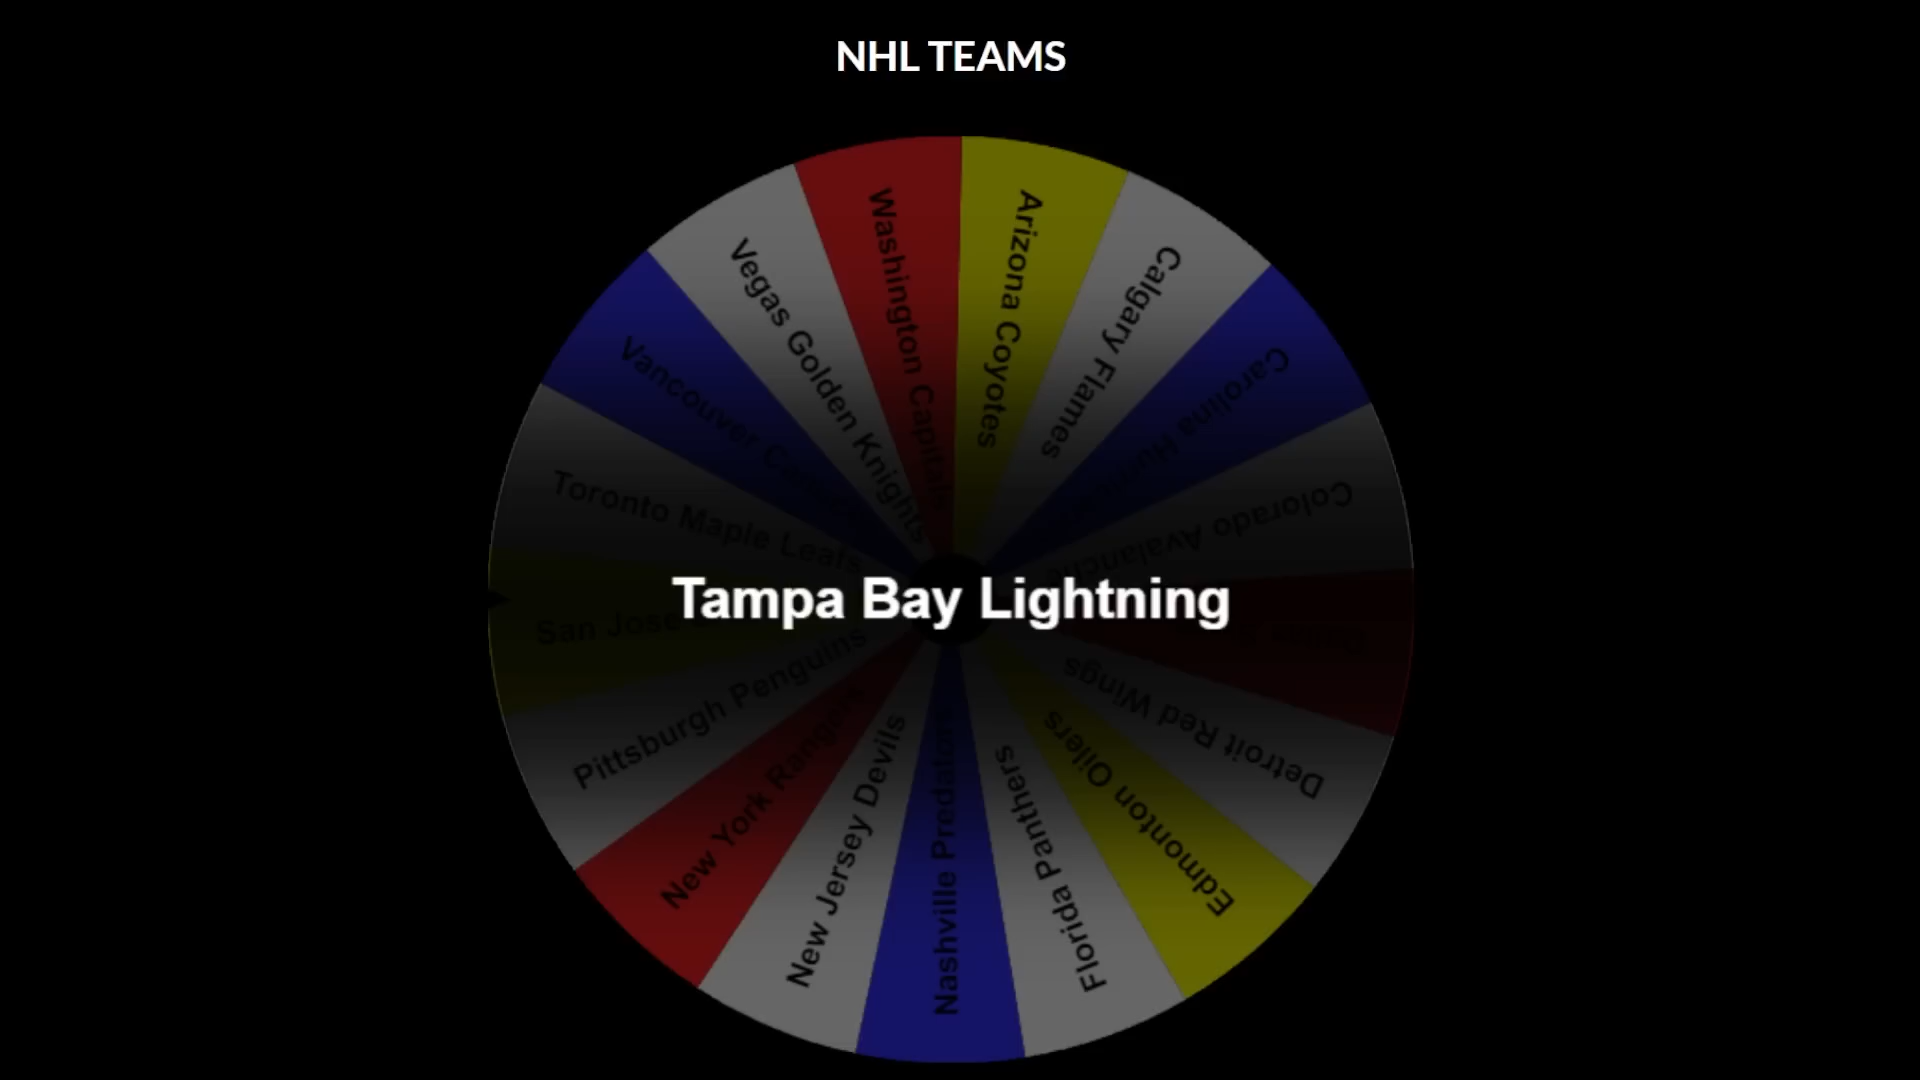 NHL TEAMS
Washington Capitals
Arizona Coyotes
Calgary Flames
Carolina
Colorado Avalanche
Detroit Red Wings
Edmonton Oilers
Florida Panthers
Nashville Predators
New Jersey Devils
New York Rangers
Pittsburgh Penguins
San Jose
Toronto Maple Leafs
Vancouver
Vegas Golden Knights
Tampa Bay Lightning